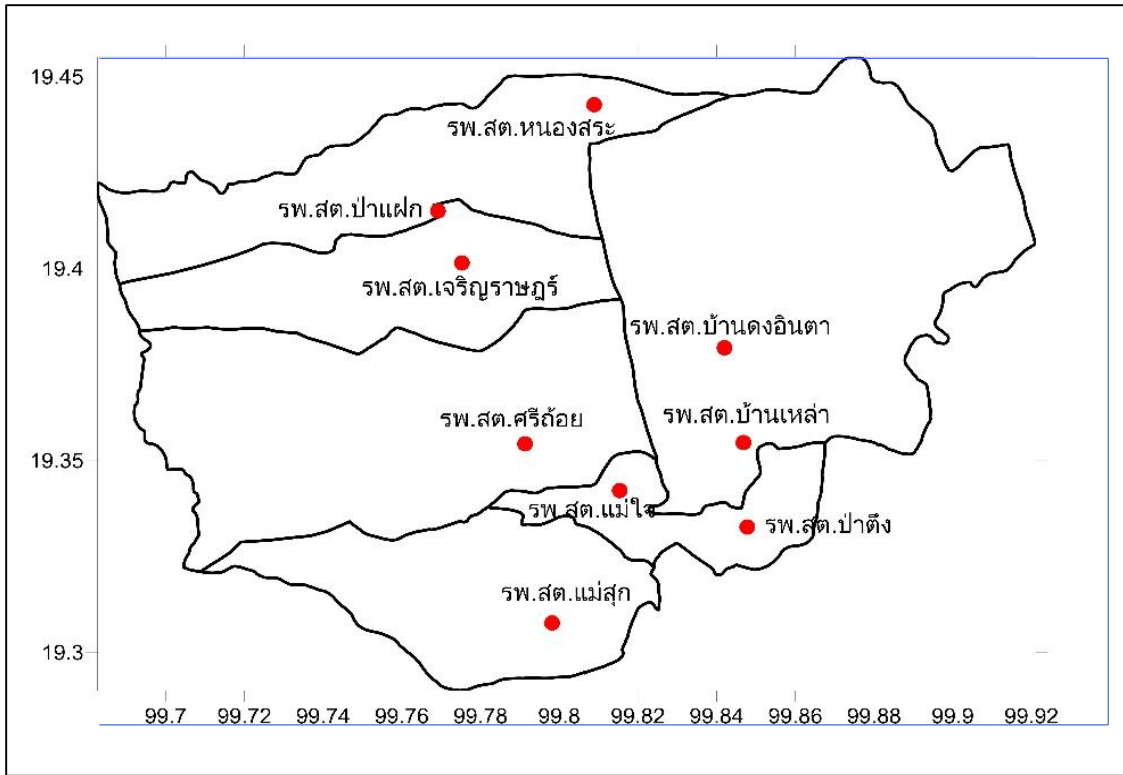 19.45
รพ.สต.หนองสระ
รพ.สต.ป่าแฝก
19.4
รพ.สต.เจริญราษฎร์
รพ.สต.บ้านดงอินตา
รพ.สต.ศรีถ้อย
รพ.สต.บ้านเหล่า
19.35
รพ.สต.แม่ใจ
รพ.สต.ป่าตึง
รพ.สต.แม่สุก
19.3
99.7 99.72 99.74 99.76 99.78 99.8 99.82 99.84 99.86 99.88 99.9 99.92